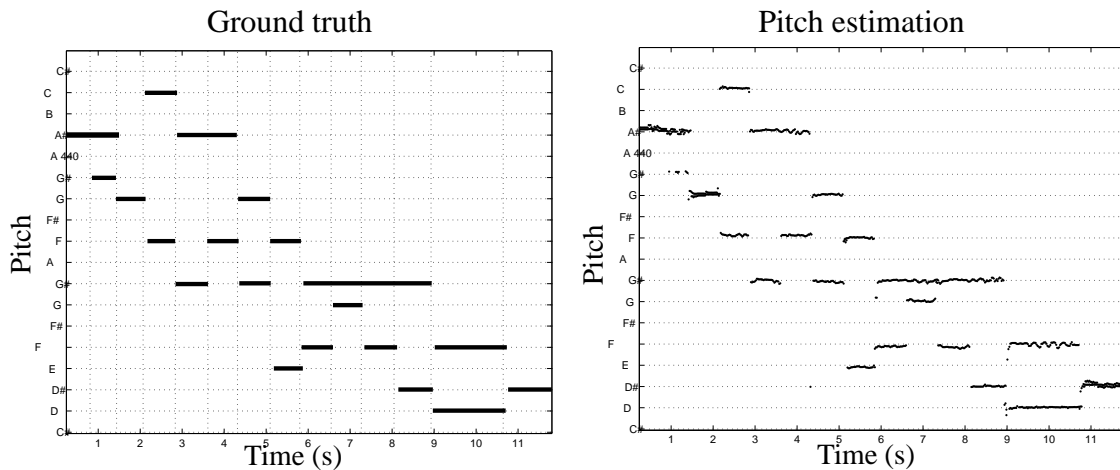 Ground truth
C#
C
B
A#
A 440
G#
G
F#
F
A
G#
G
F#
F
E
D#
D
C#
Pitch
1 2 3 4 5 6 7 8 9 10 11
Time (s)
Pitch estimation
C#
C
B
A#
A 440
G#
G
F#
F
A
G#
G
F#
F
E
D#
D
C#
Pitch
1 2 3 4 5 6 7 8 9 10 11
Time (s)